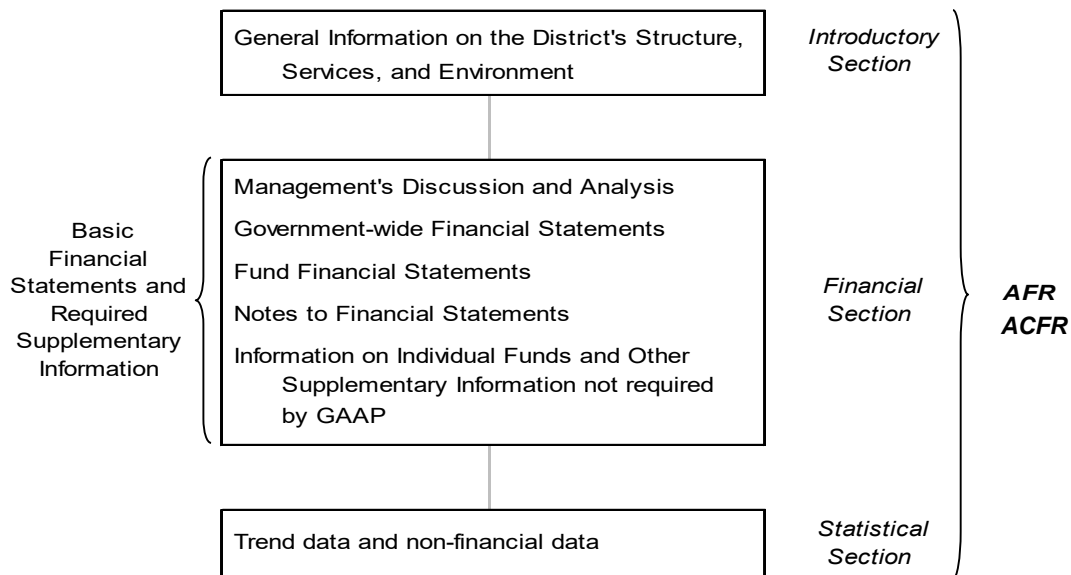 General Information on the District's Structure,
Services, and Environment
Introductory
Section
Basic
Financial
Statements and
Required
Supplementary
Information
Management's Discussion and Analysis
Government-wide Financial Statements
Fund Financial Statements
Notes to Financial Statements
Information on Individual Funds and Other
Supplementary Information not required
by GAAP
Financial
Section
AFR
ACFR
Trend data and non-financial data
Statistical
Section